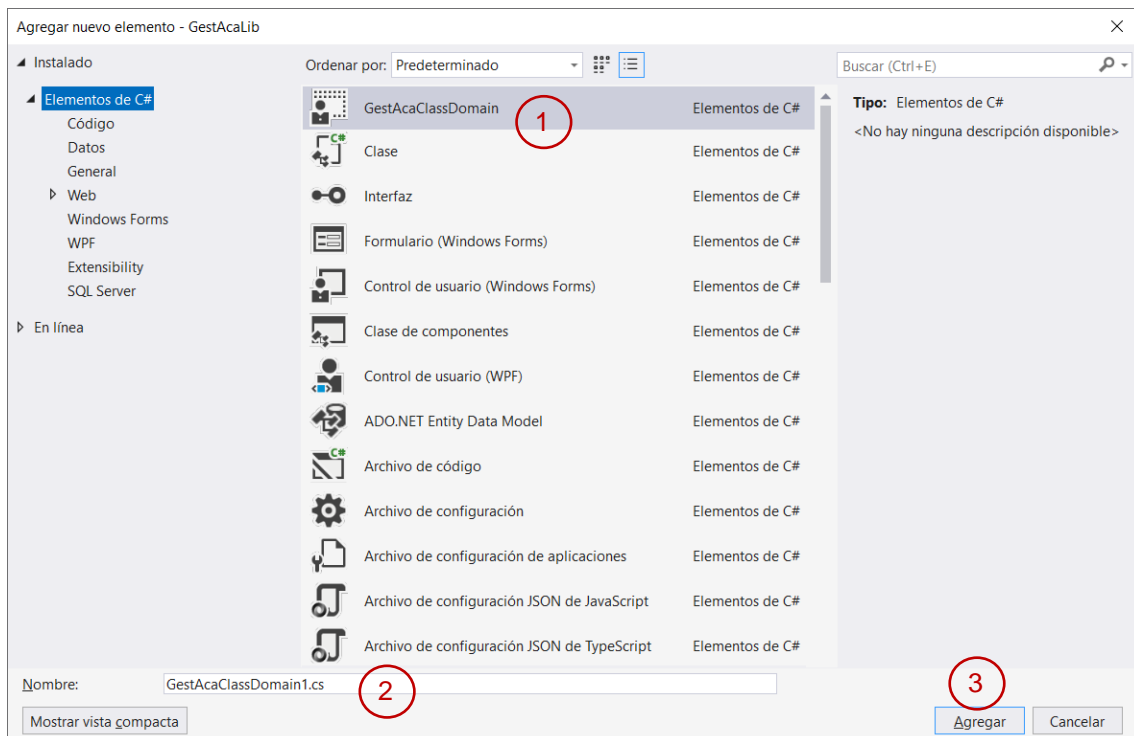 Agregar nuevo elemento - GestAcaLib
Instalado
Elementos de C#
Código
Datos
General
Web
Windows Forms
WPF
Extensibility
SQL Server
En línea
Ordenar por: Predeterminado
GestAcaClassDomain Elementos de C#
1
Clase Elementos de C#
Interfaz Elementos de C#
Formulario (Windows Forms) Elementos de C#
Control de usuario (Windows Forms) Elementos de C#
Clase de componentes Elementos de C#
Control de usuario (WPF) Elementos de C#
ADO.NET Entity Data Model Elementos de C#
Archivo de código Elementos de C#
Archivo de configuración Elementos de C#
Archivo de configuración de aplicaciones Elementos de C#
Archivo de configuración JSON de JavaScript Elementos de C#
Archivo de configuración JSON de TypeScript Elementos de C#
Buscar (Ctrl+E)
Tipo: Elementos de C#
<No hay ninguna descripción disponible>
Nombre: GestAcaClassDomain1.cs
2
3
Mostrar vista compacta
Agregar
Cancelar